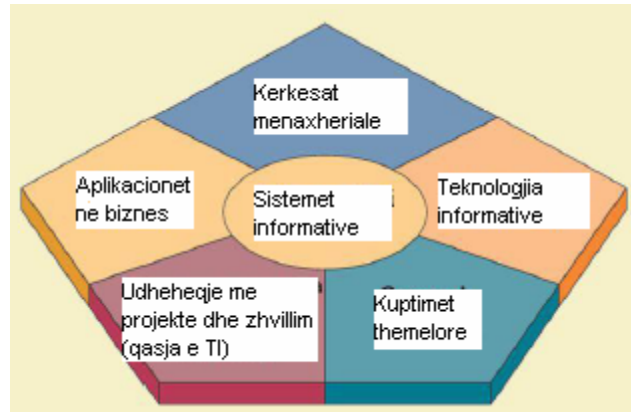 Kerkesat
menaxheriale
Aplikacionet
ne biznes
Sistemet
informative
Teknologjia
informative
Udheheqje me
projekte dhe zhvillim
(qasja e TI)
Kuptimet
themelore